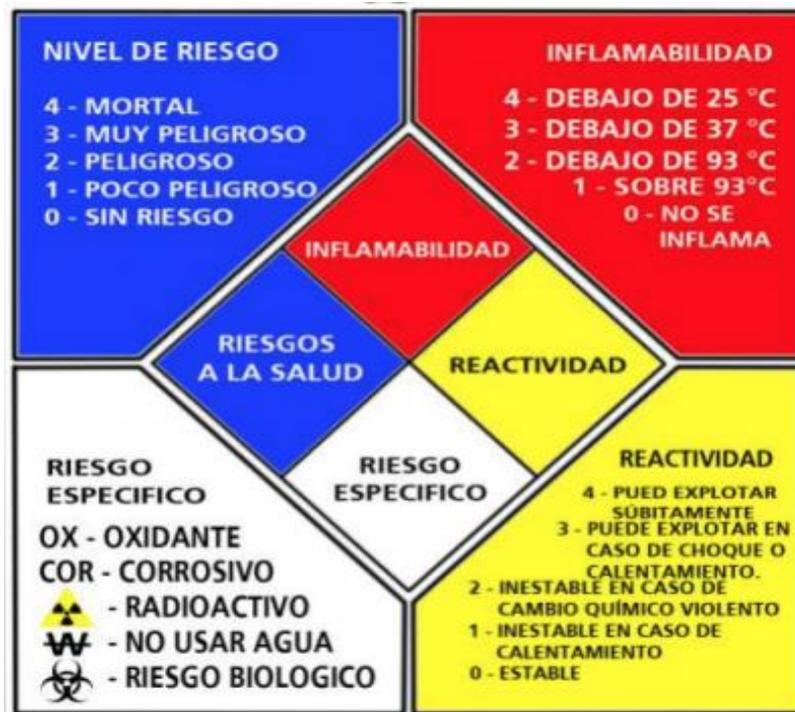 NIVEL DE RIESGO
4 - MORTAL
3 - MUY PELIGROSO
2 - PELIGROSO
1 - POCO PELIGROSO
0 - SIN RIESGO
INFLAMABILIDAD
4 - DEBAJO DE 25 °C
3 - DEBAJO DE 37 °C
2 - DEBAJO DE 93 °C
1 - SOBRE 93°C
0 - NO SE
INFLAMA
INFLAMABILIDAD
RIESGOS
A LA SALUD
REACTIVIDAD
RIESGO
ESPECIFICO
RIESGO
ESPECIFICO
OX - OXIDANTE
COR - CORROSIVO
- RADIOACTIVO
W - NO USAR AGUA
- RIESGO BIOLOGICO
REACTIVIDAD
4 - PUED EXPLOTAR
SÚBITAMENTE
3 - PUEDE EXPLOTAR EN
CASO DE CHOQUE O
CALENTAMIENTO.
2 - INESTABLE EN CASO DE
CAMBIO QUÍMICO VIOLENTO
1 - INESTABLE EN CASO DE
CALENTAMIENTO
0 - ESTABLE